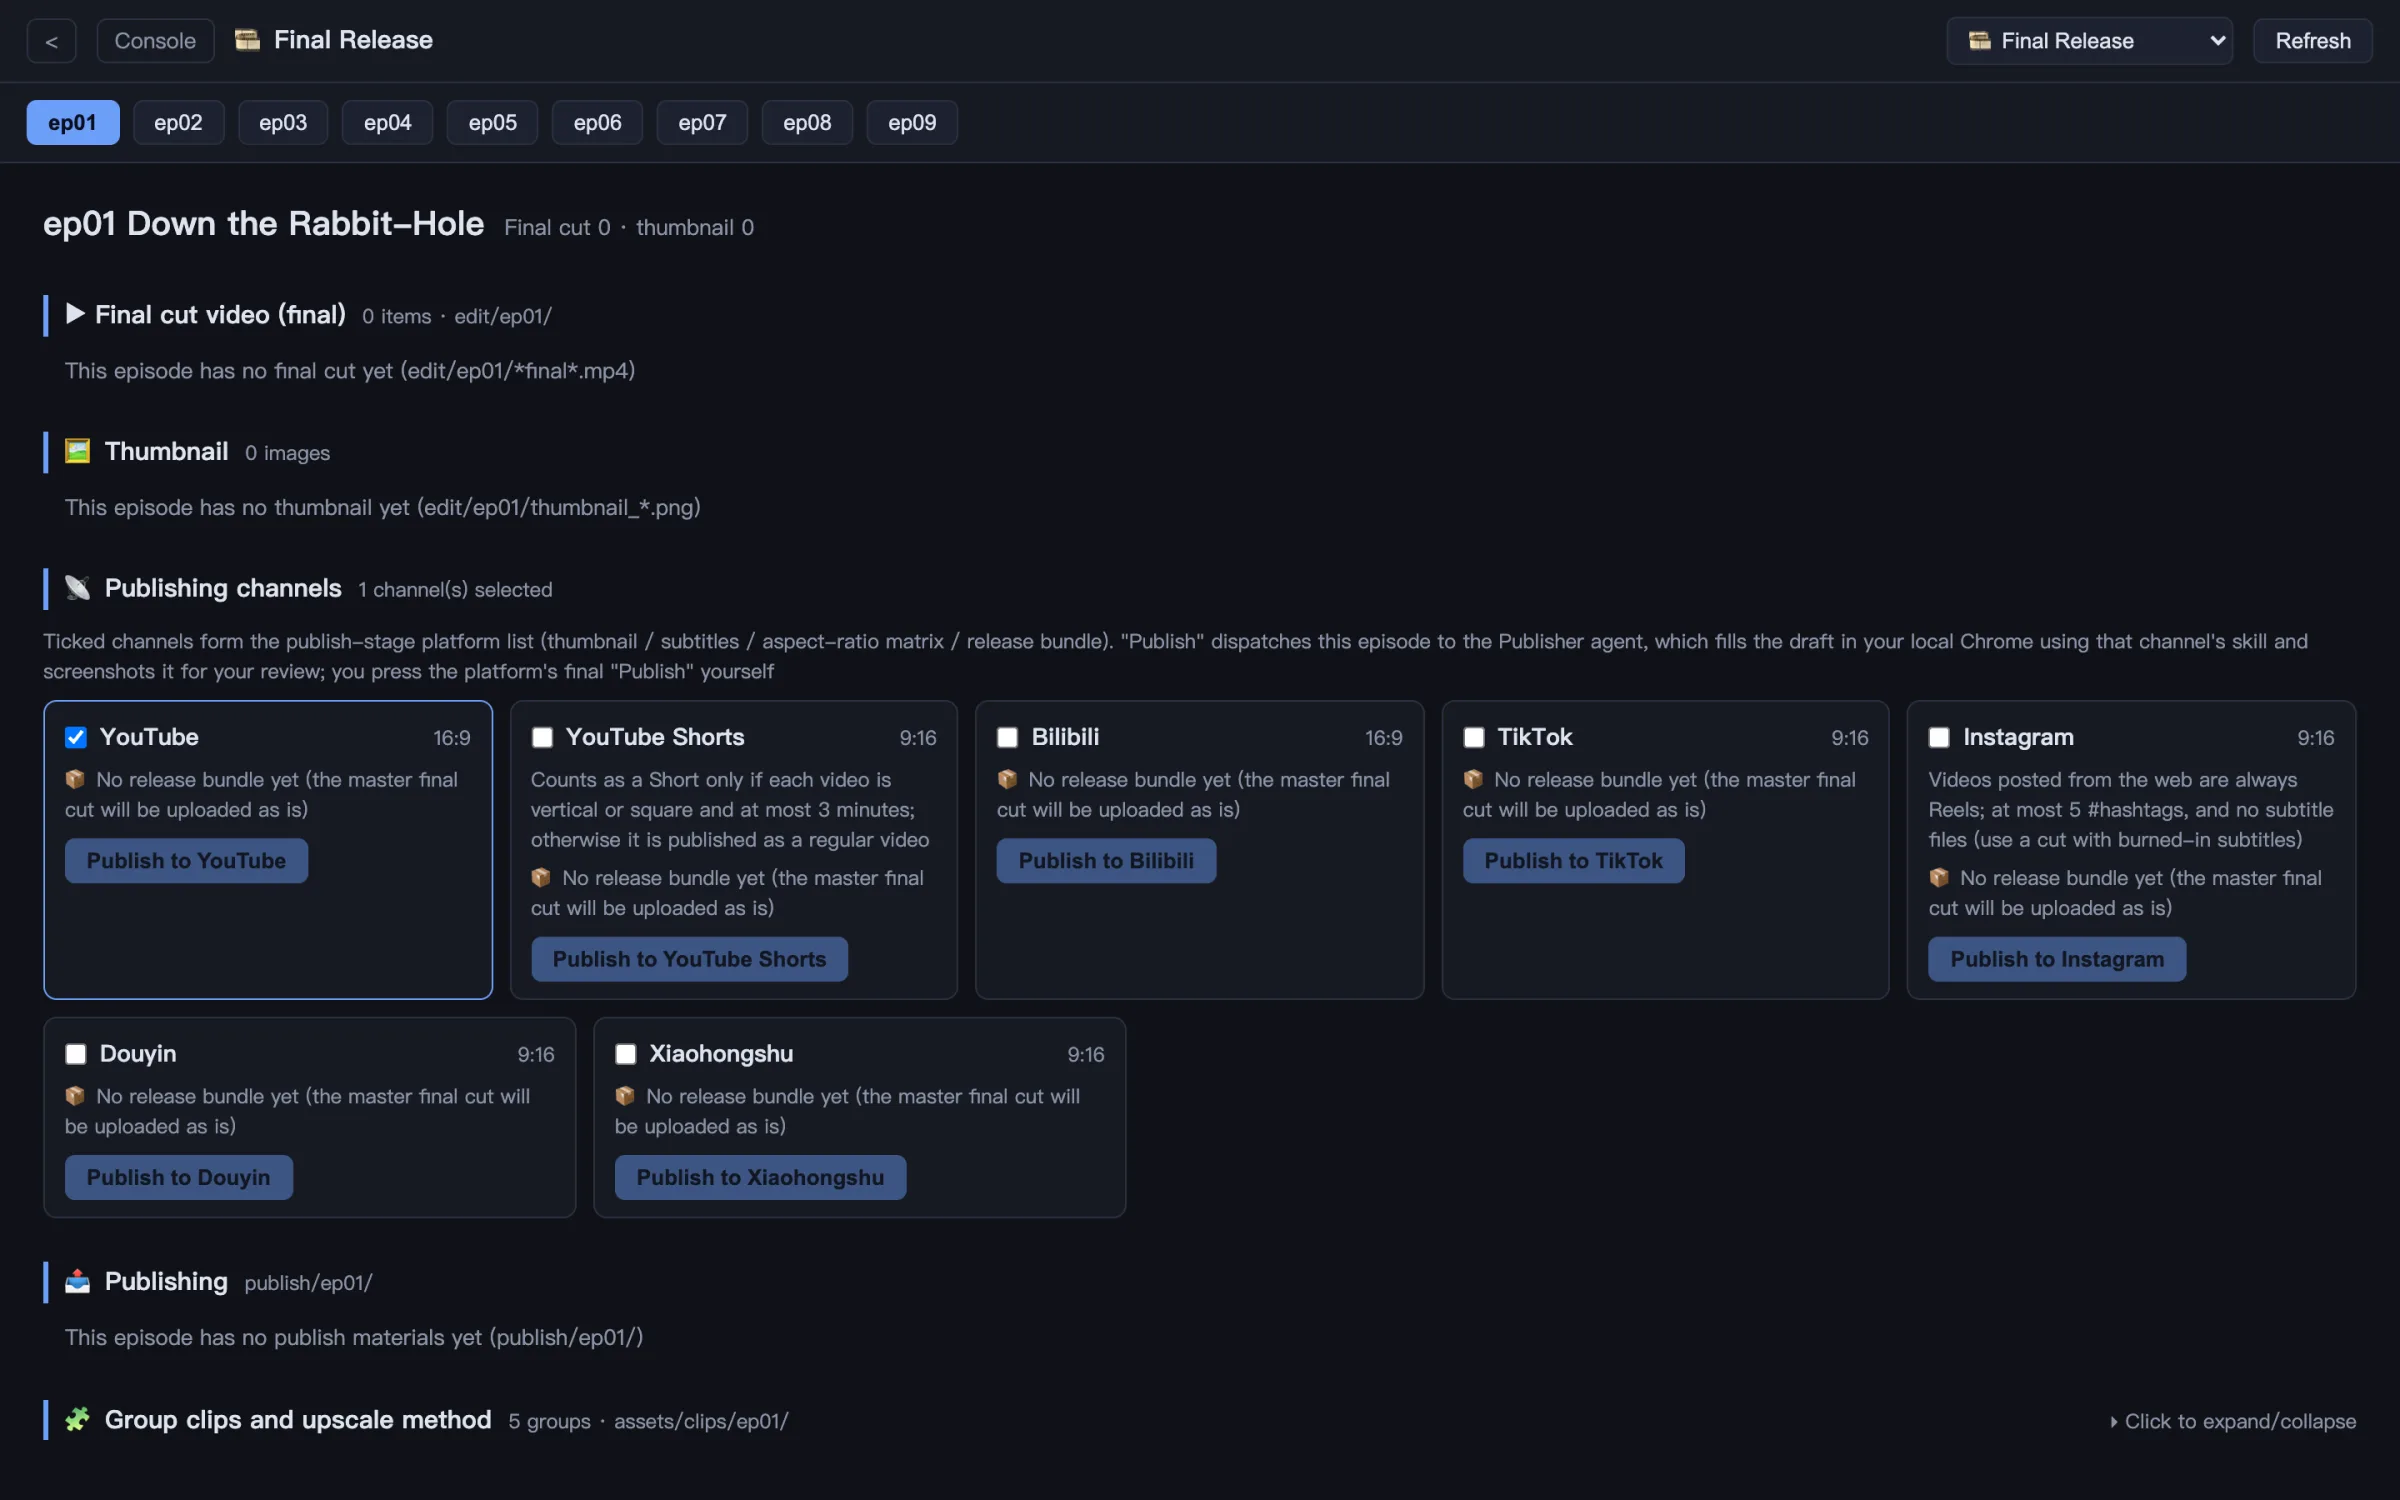 < Console Final Release Final Release Refresh
ep01 ep02 ep03 ep04 ep05 ep06 ep07 ep08 ep09
ep01 Down the Rabbit-Hole Final cut 0 · thumbnail 0
Final cut video (final) 0 items · edit/ep01/
This episode has no final cut yet (edit/ep01/*final*.mp4)
Thumbnail 0 images
This episode has no thumbnail yet (edit/ep01/thumbnail_*.png)
Publishing channels 1 channel(s) selected
Ticked channels form the publish-stage platform list (thumbnail / subtitles / aspect-ratio matrix / release bundle). "Publish" dispatches this episode to the Publisher agent, which fills the draft in your local Chrome using that channel's skill and
screenshots it for your review; you press the platform's final "Publish" yourself
YouTube 16:9
No release bundle yet (the master final
cut will be uploaded as is)
Publish to YouTube
YouTube Shorts 9:16
Counts as a Short only if each video is
vertical or square and at most 3 minutes;
otherwise it is published as a regular video
No release bundle yet (the master final
cut will be uploaded as is)
Publish to YouTube Shorts
Bilibili 16:9
No release bundle yet (the master final
cut will be uploaded as is)
Publish to Bilibili
TikTok 9:16
No release bundle yet (the master final
cut will be uploaded as is)
Publish to TikTok
Instagram 9:16
Videos posted from the web are always
Reels; at most 5 #hashtags, and no subtitle
files (use a cut with burned-in subtitles)
No release bundle yet (the master final
cut will be uploaded as is)
Publish to Instagram
Douyin 9:16
No release bundle yet (the master final cut will
be uploaded as is)
Publish to Douyin
Xiaohongshu 9:16
No release bundle yet (the master final cut will
be uploaded as is)
Publish to Xiaohongshu
Publishing publish/ep01/
This episode has no publish materials yet (publish/ep01/)
Group clips and upscale method 5 groups · assets/clips/ep01/ Click to expand/collapse